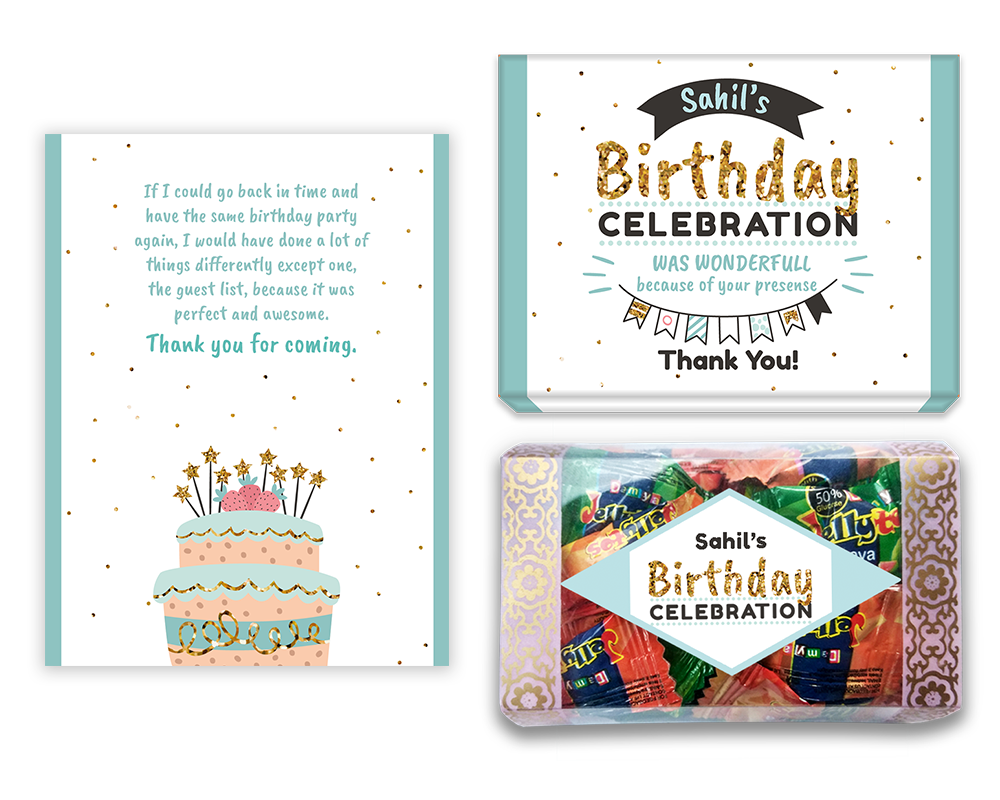 If I could go back in time and
have the same birthday party
again, I would have done a lot of
things differently except one,
the guest list, because it was
perfect and awesome.
Thank you for coming.
Sahil's
Birthday
CELEBRATION
WAS WONDERFULL
because of your presense
Thank You!
50%
Jelly
Sahil's
Birthday
CELEBRATION